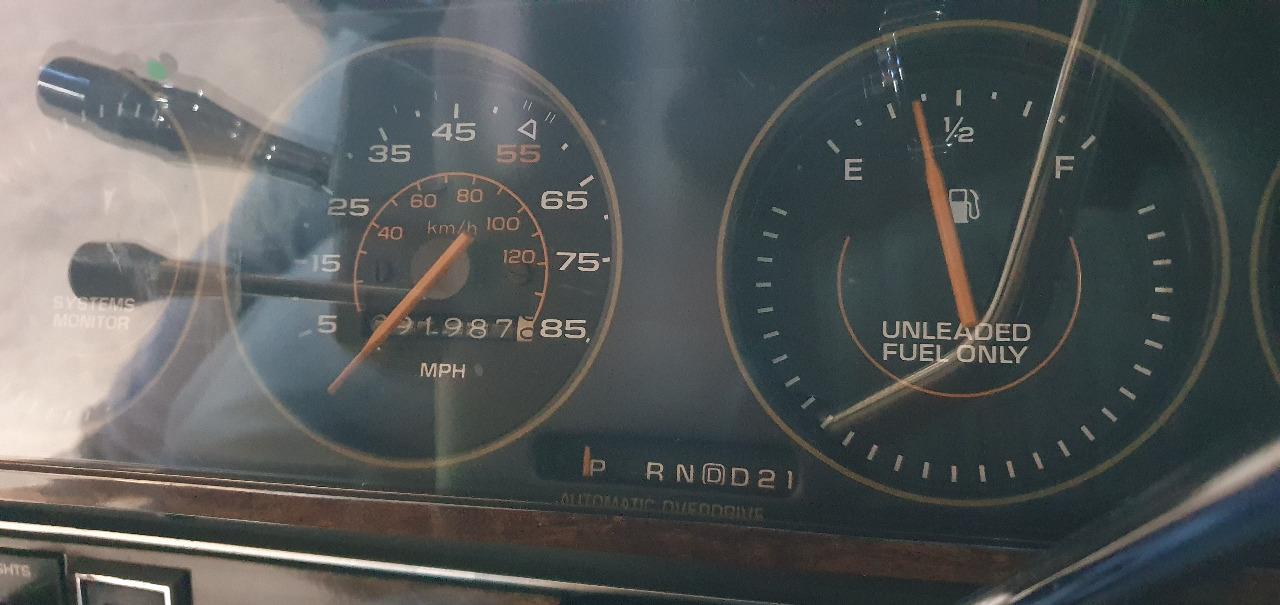 45
35
55
25
65
15
75
5
85
60
80
40
km/h
100
120
91987
MPH
E
1/2
F
UNLEADED
FUEL ONLY
SYSTEMS
MONITOR
P R N D D 2 1
AUTOMATIC OVERDRIVE